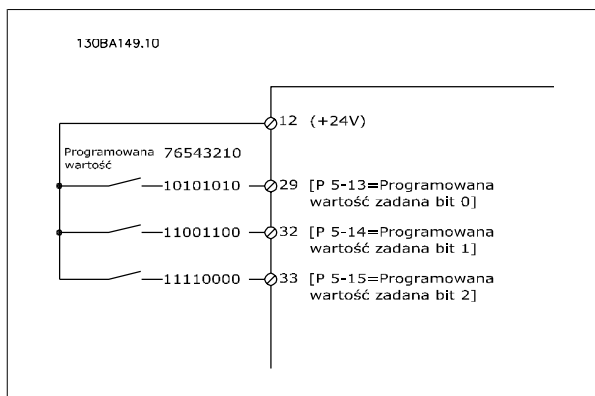 130BA149.10
12 (+24V)
Programowana 76543210
wartość
10101010 29 [P 5-13=Programowana
wartość zadana bit 0]
11001100 32 [P 5-14=Programowana
wartość zadana bit 1]
11110000 33 [P 5-15=Programowana
wartość zadana bit 2]